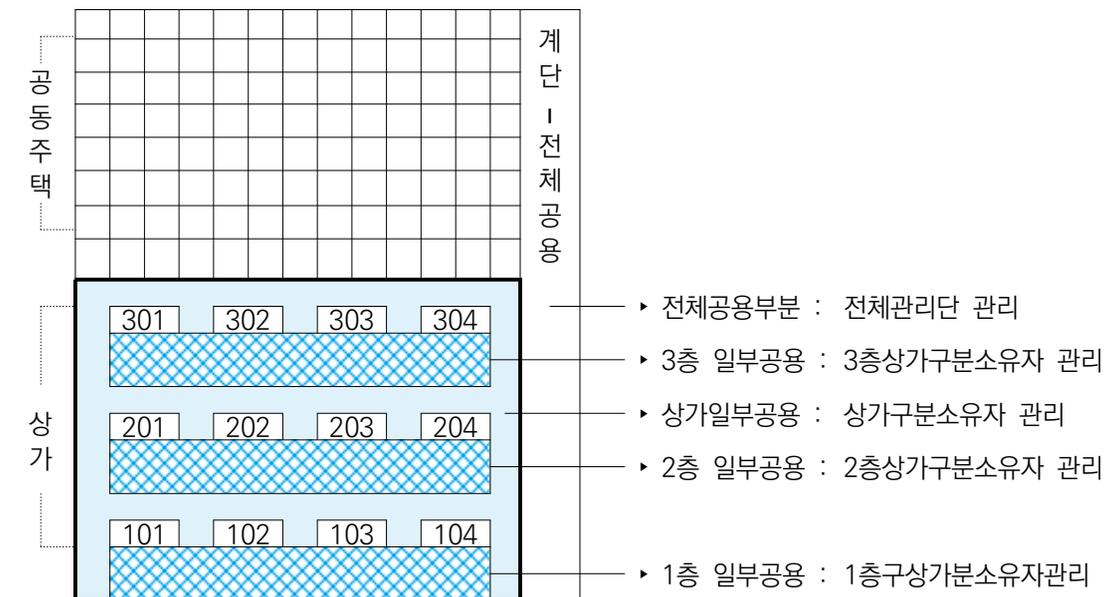 공동주택
계단 - 전체공용
▸ 전체공용부분 : 전체관리단 관리
301 302 303 304
▸ 3층 일부공용 : 3층상가구분소유자 관리
상가
▸ 상가일부공용 : 상가구분소유자 관리
201 202 203 204
▸ 2층 일부공용 : 2층상가구분소유자 관리
101 102 103 104
▸ 1층 일부공용 : 1층구상가분소유자관리